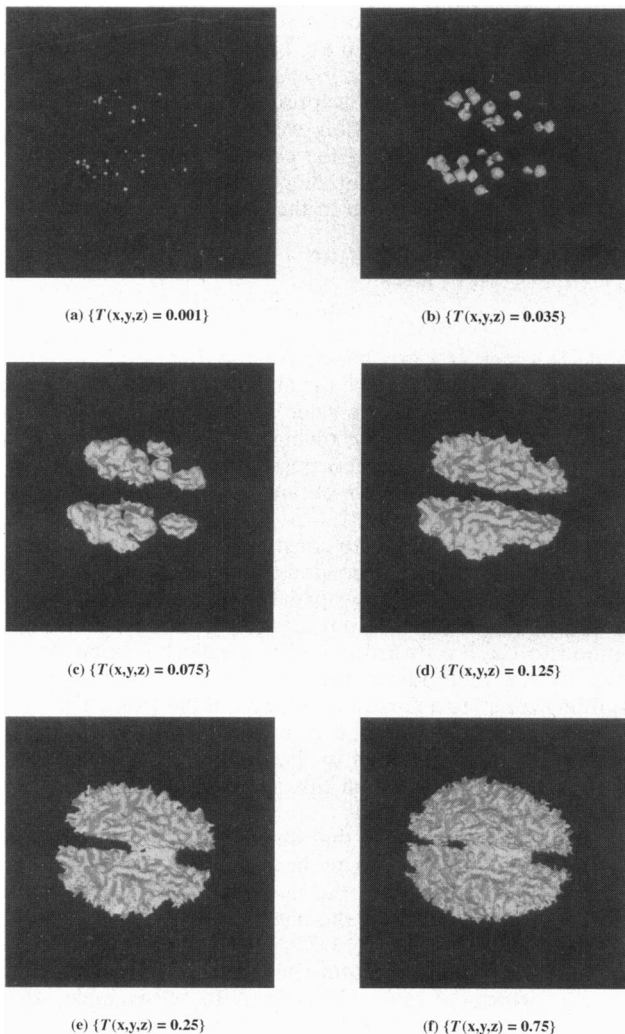 (a) {T(x,y,z) = 0.001}
(b) {T(x,y,z) = 0.035}
(c) {T(x,y,z) = 0.075}
(d) {T(x,y,z) = 0.125}
(e) {T(x,y,z) = 0.25}
(f) {T(x,y,z) = 0.75}